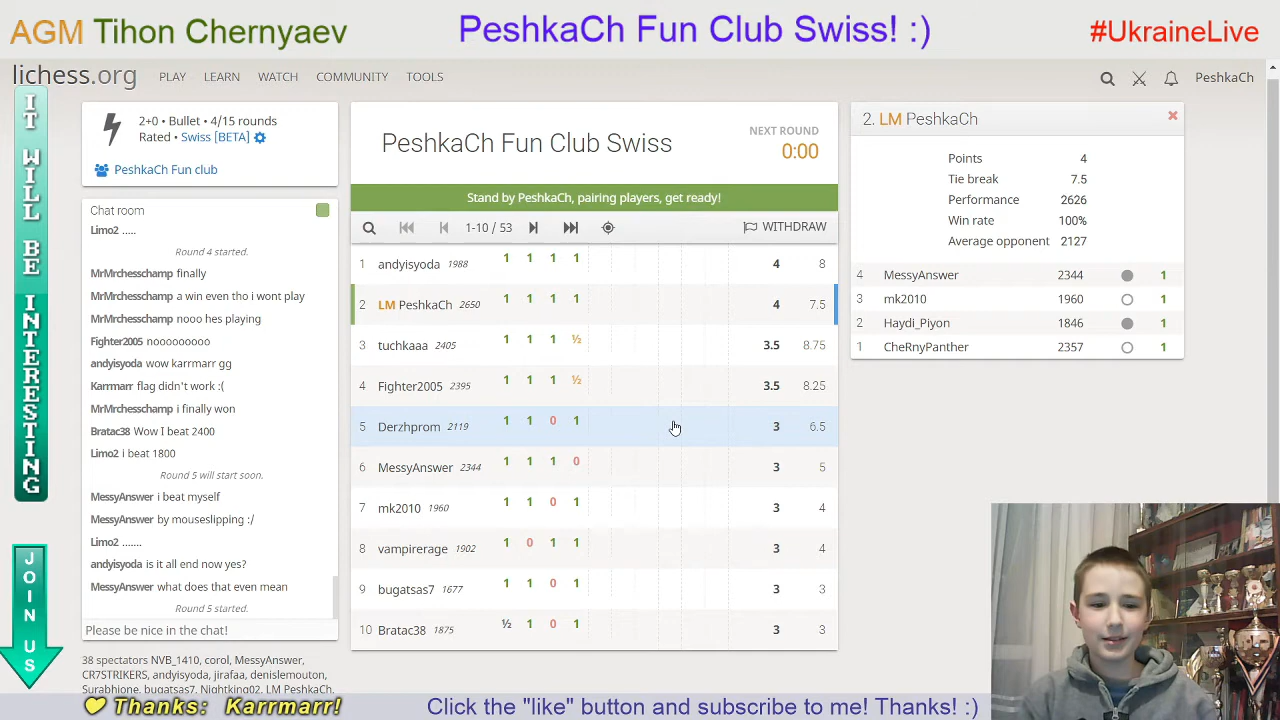 AGM Tihon Chernyaev
PeshkaCh Fun Club Swiss! :)
#UkraineLive
lichess.org PLAY LEARN WATCH COMMUNITY TOOLS PeshkaCh
IT WILL BE INTERESTING
JOIN US
2+0 • Bullet • 4/15 rounds
Rated • Swiss [BETA]
PeshkaCh Fun club
Chat room
Limo2 .....
Round 4 started.
MrMrchesschamp finally
MrMrchesschamp a win even tho i wont play
MrMrchesschamp nooo hes playing
Fighter2005 nooooooooo
andyisyoda wow karrmarr gg
Karrmarr flag didn't work :(
MrMrchesschamp i finally won
Bratac38 Wow I beat 2400
Limo2 i beat 1800
Round 5 will start soon.
MessyAnswer i beat myself
MessyAnswer by mouseslipping :/
Limo2 .......
andyisyoda is it all end now yes?
MessyAnswer what does that even mean
Round 5 started.
Please be nice in the chat!
38 spectators NVB_1410, corol, MessyAnswer,
CR7STRIKERS, andyisyoda, jirafaa, denislemouton,
Surabhione, bugatsas7, Nightking02, LM PeshkaCh,
PeshkaCh Fun Club Swiss
NEXT ROUND
0:00
Stand by PeshkaCh, pairing players, get ready!
1-10 / 53 WITHDRAW
1 andyisyoda 1988 1 1 1 1 4 8
2 LM PeshkaCh 2650 1 1 1 1 4 7.5
3 tuchkaaa 2405 1 1 1 ½ 3.5 8.75
4 Fighter2005 2395 1 1 1 ½ 3.5 8.25
5 Derzhprom 2119 1 1 0 1 3 6.5
6 MessyAnswer 2344 1 1 1 0 3 5
7 mk2010 1960 1 1 0 1 3 4
8 vampirerage 1902 1 0 1 1 3 4
9 bugatsas7 1677 1 1 0 1 3 3
10 Bratac38 1875 ½ 1 0 1 3 3
2. LM PeshkaCh
Points 4
Tie break 7.5
Performance 2626
Win rate 100%
Average opponent 2127
4 MessyAnswer 2344 1
3 mk2010 1960 1
2 Haydi_Piyon 1846 1
1 CheRnyPanther 2357 1
Thanks: Karrmarr!
Click the "like" button and subscribe to me! Thanks! :)